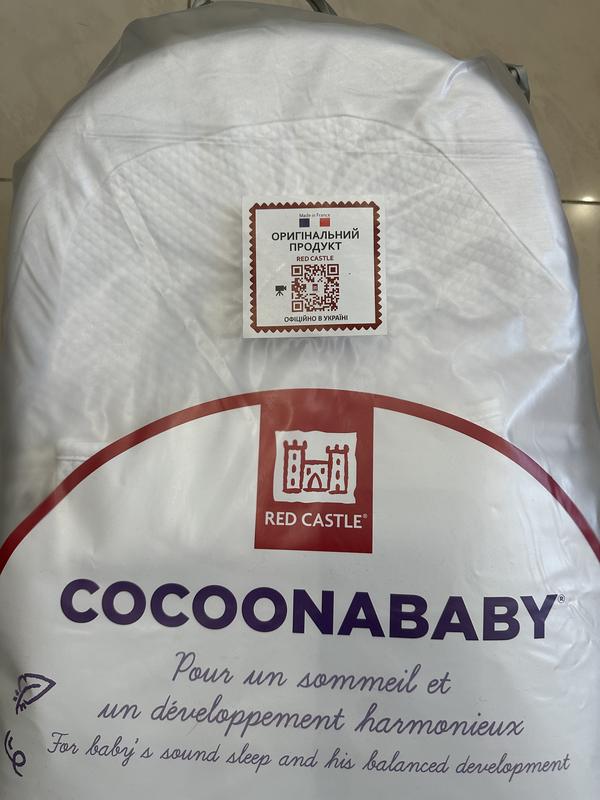 Made in France
ОРИГІНАЛЬНИЙ
ПРОДУКТ
RED CASTLE
ОФІЦІЙНО В УКРАЇНІ
RED CASTLE®
COCOONABABY®
Pour un sommeil et
un développement harmonieux
For baby's sound sleep and his balanced development